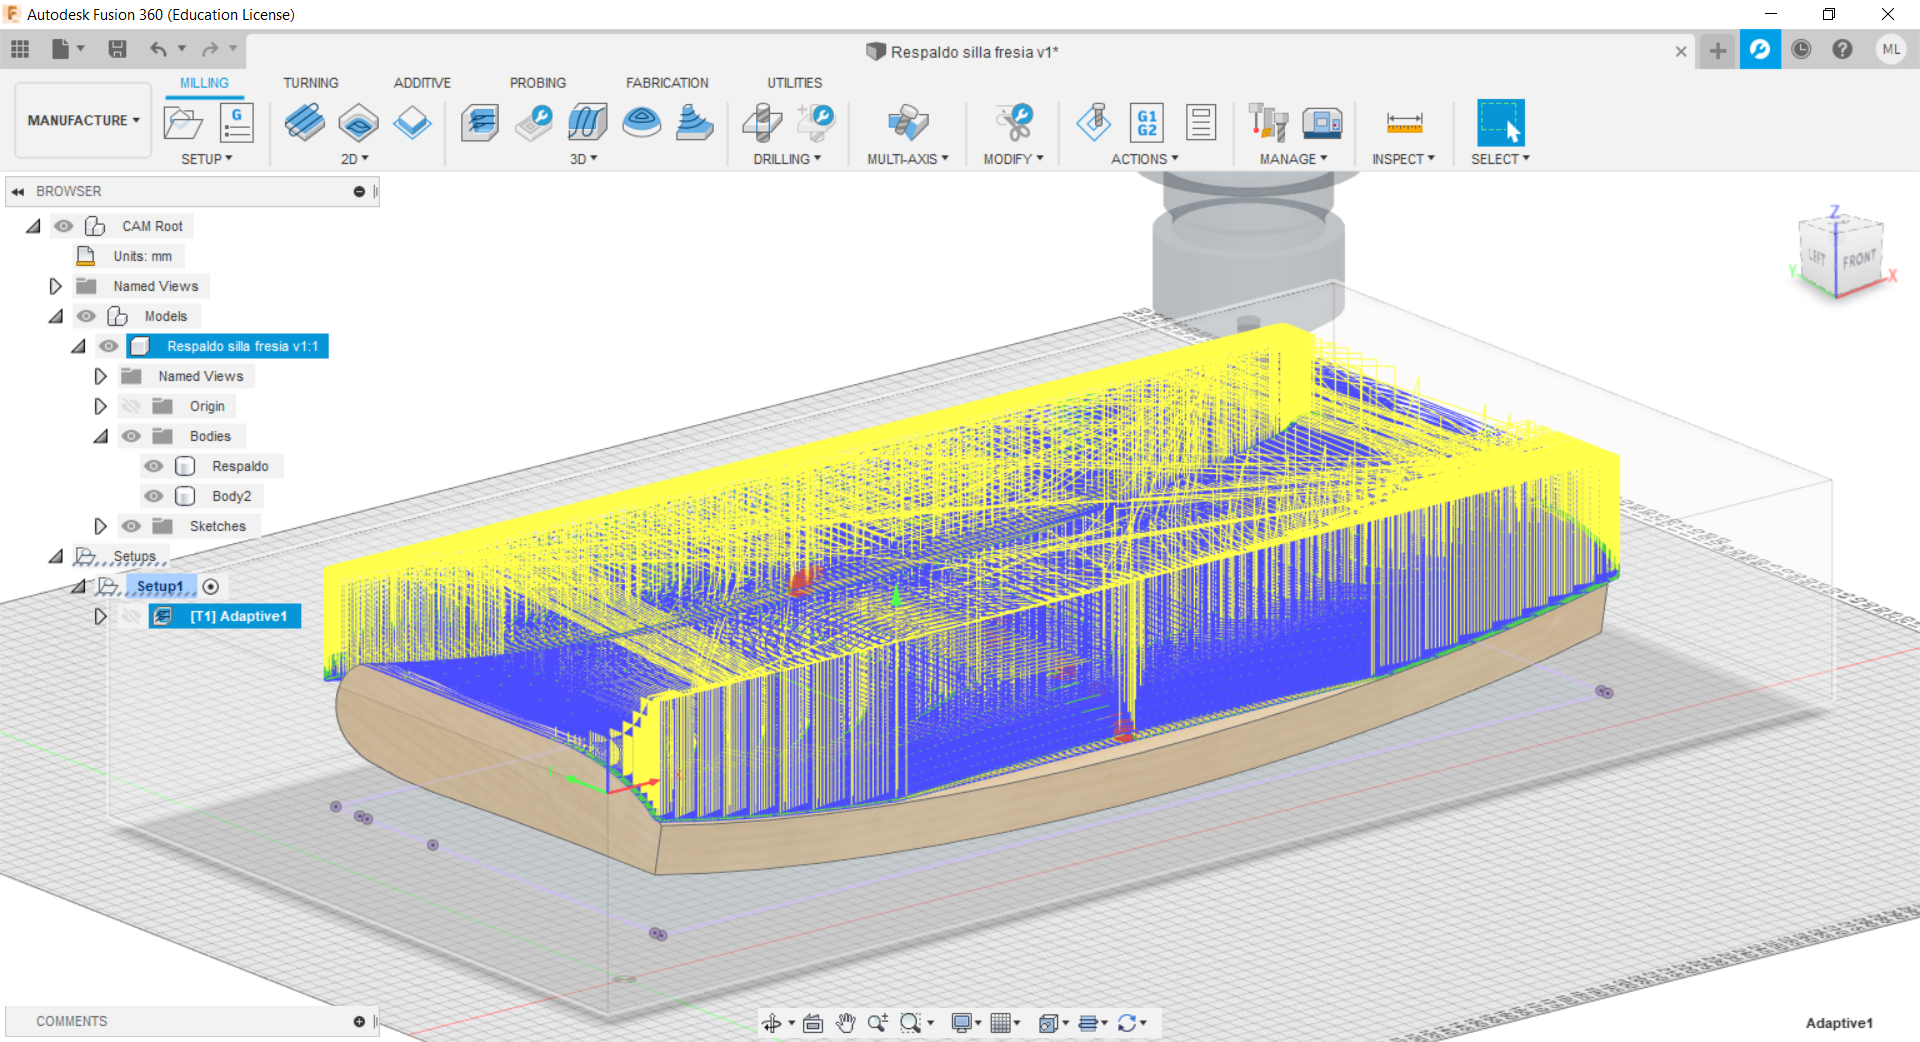 Autodesk Fusion 360 (Education License)
Respaldo silla fresia v1*
ML
MILLING TURNING ADDITIVE PROBING FABRICATION UTILITIES
MANUFACTURE
G
G1
G2
SETUP 2D 3D DRILLING MULTI-AXIS MODIFY ACTIONS MANAGE INSPECT SELECT
BROWSER
CAM Root
Units: mm
Named Views
Models
Respaldo silla fresia v1:1
Named Views
Origin
Bodies
Respaldo
Body2
Sketches
Setups
Setup1
[T1] Adaptive1
Z
LEFT FRONT
Y X
Y X
COMMENTS
Adaptive1